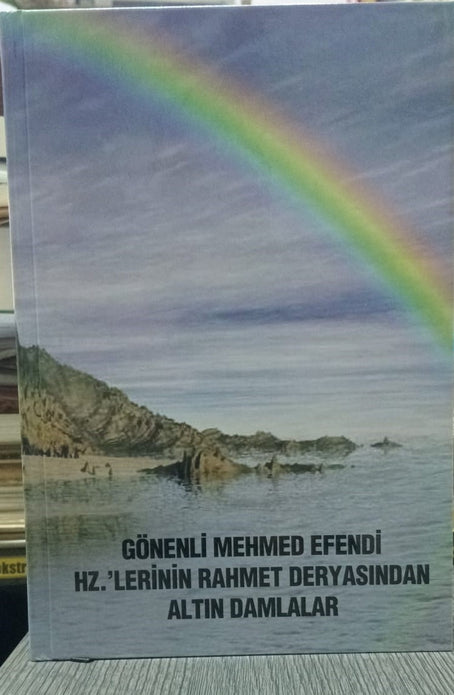 GÖNENLİ MEHMED EFENDİ
HZ.'LERİNİN RAHMET DERYASINDAN
ALTIN DAMLALAR